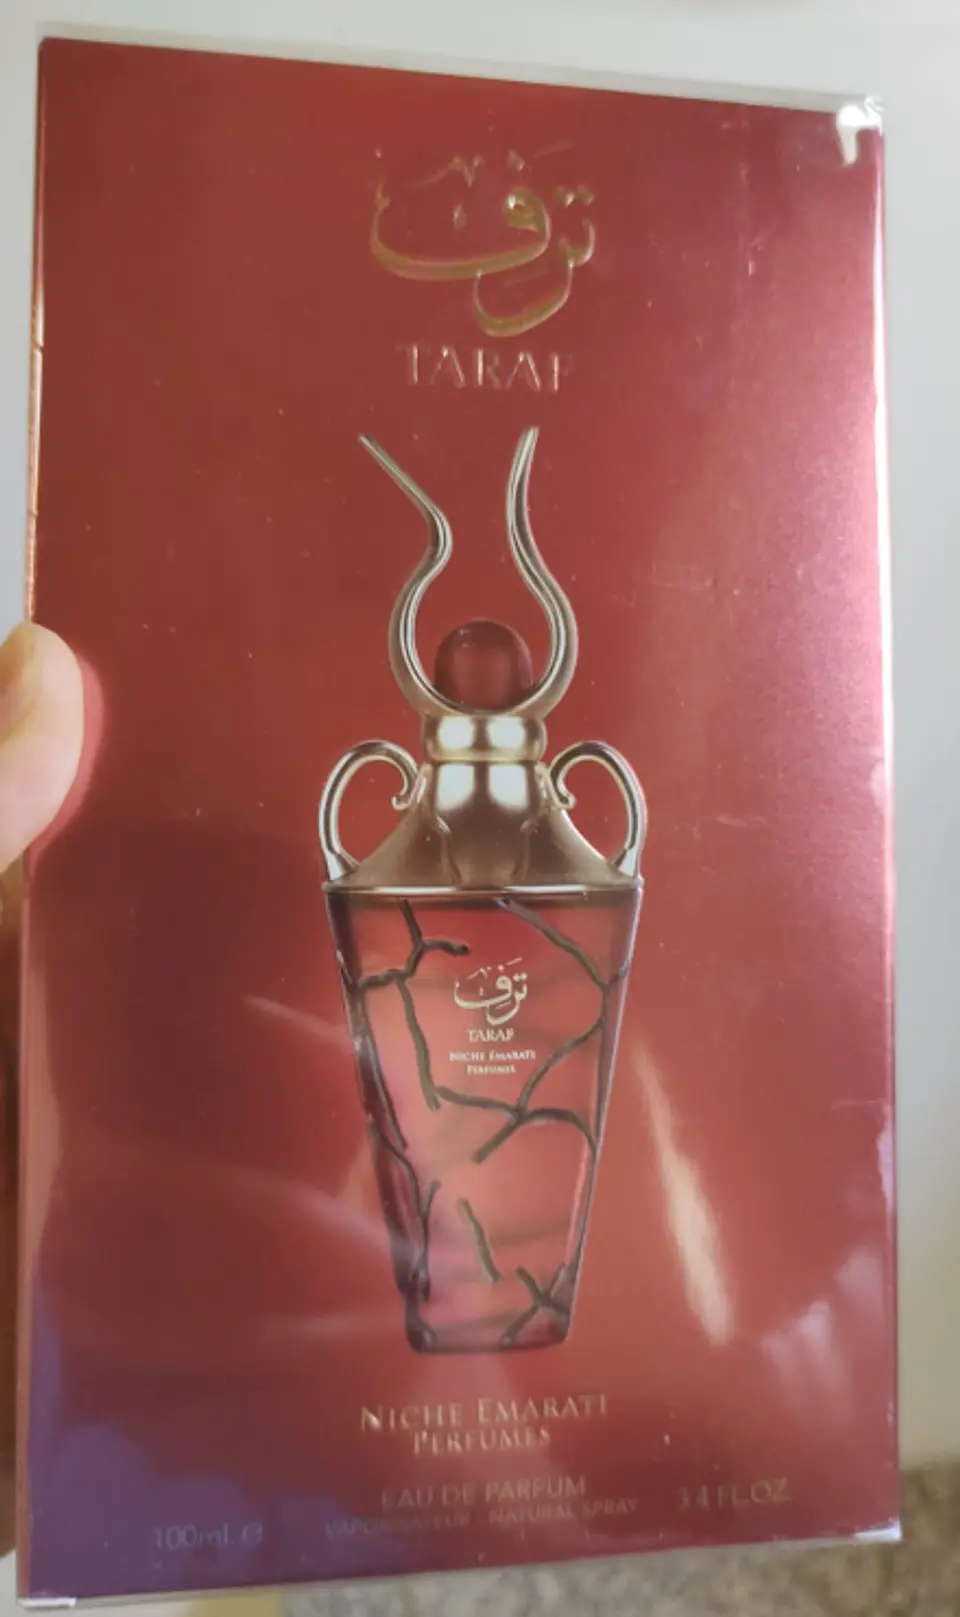 ترف
TARAF
ترف
TARAF
NICHE EMARATI
PERFUMES
NICHE EMARATI
PERFUMES
EAU DE PARFUM
VAPORISATEUR - NATURAL SPRAY
100mL e 3.4 FL.OZ